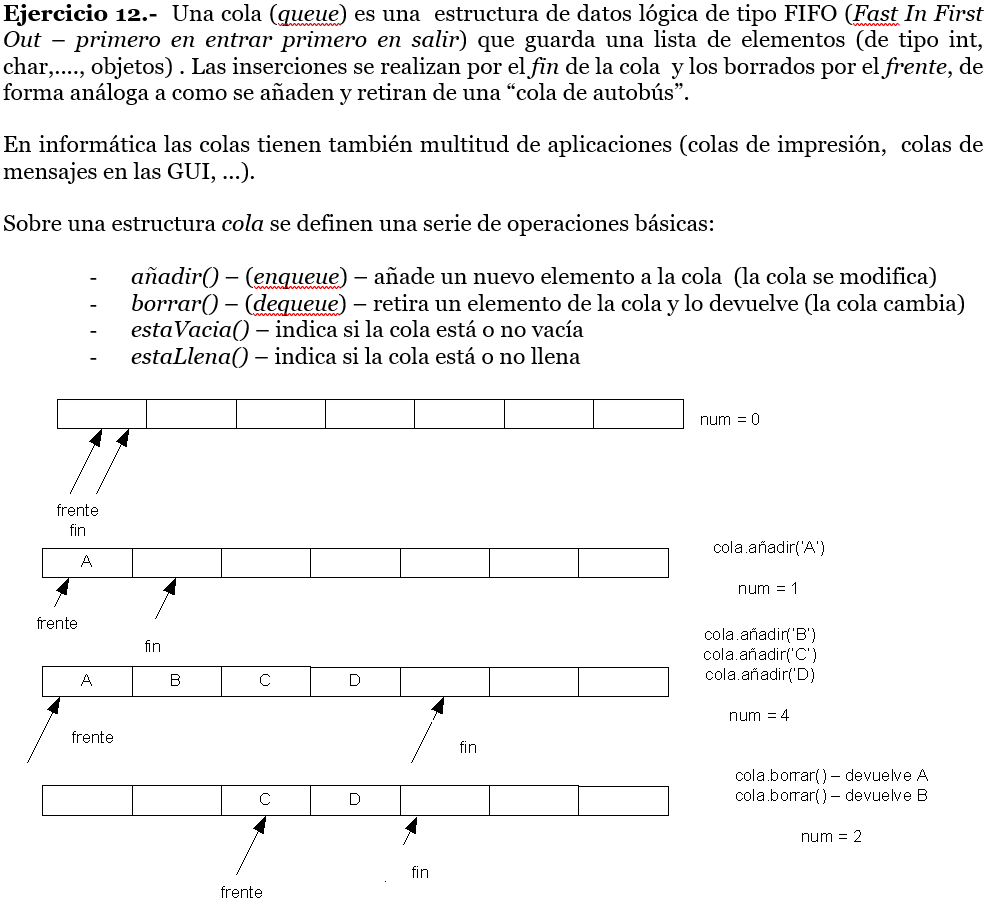 Ejercicio 12.- Una cola (queue) es una estructura de datos lógica de tipo FIFO (Fast In First
Out – primero en entrar primero en salir) que guarda una lista de elementos (de tipo int,
char,…., objetos) . Las inserciones se realizan por el fin de la cola y los borrados por el frente, de
forma análoga a como se añaden y retiran de una “cola de autobús”.
En informática las colas tienen también multitud de aplicaciones (colas de impresión, colas de
mensajes en las GUI, …).
Sobre una estructura cola se definen una serie de operaciones básicas:
- añadir() – (enqueue) – añade un nuevo elemento a la cola (la cola se modifica)
- borrar() – (dequeue) – retira un elemento de la cola y lo devuelve (la cola cambia)
- estaVacia() – indica si la cola está o no vacía
- estaLlena() – indica si la cola está o no llena
num = 0
frente
fin
cola.añadir('A')
A
num = 1
frente
fin
cola.añadir('B')
cola.añadir('C')
cola.añadir('D)
A B C D
num = 4
frente
fin
cola.borrar() – devuelve A
cola.borrar() – devuelve B
C D
num = 2
fin
frente